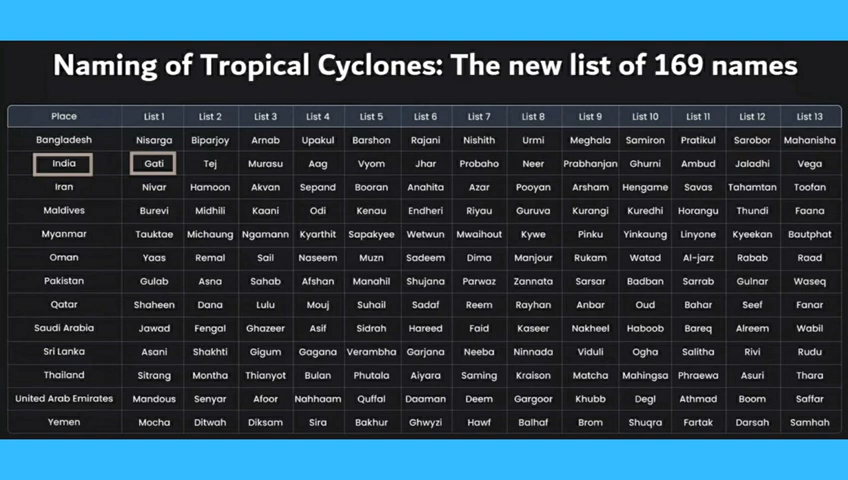 Naming of Tropical Cyclones: The new list of 169 names
Place List 1 List 2 List 3 List 4 List 5 List 6 List 7 List 8 List 9 List 10 List 11 List 12 List 13
Bangladesh Nisarga Biparjoy Arnab Upakul Barshon Rajani Nishith Urmi Meghala Samiron Pratikul Sarobor Mahanisha
India Gati Tej Murasu Aag Vyom Jhar Probaho Neer Prabhanjan Ghurni Ambud Jaladhi Vega
Iran Nivar Hamoon Akvan Sepand Booran Anahita Azar Pooyan Arsham Hengame Savas Tahamtan Toofan
Maldives Burevi Midhili Kaani Odi Kenau Endheri Riyau Guruva Kurangi Kuredhi Horangu Thundi Faana
Myanmar Tauktae Michaung Ngamann Kyarthit Sapakyee Wetwun Mwaihout Kywe Pinku Yinkaung Linyone Kyeekan Bautphat
Oman Yaas Remal Sail Naseem Muzn Sadeem Dima Manjour Rukam Watad Al-jarz Rabab Raad
Pakistan Gulab Asna Sahab Afshan Manahil Shujana Parwaz Zannata Sarsar Badban Sarrab Gulnar Waseq
Qatar Shaheen Dana Lulu Mouj Suhail Sadaf Reem Rayhan Anbar Oud Bahar Seef Fanar
Saudi Arabia Jawad Fengal Ghazeer Asif Sidrah Hareed Faid Kaseer Nakheel Haboob Bareq Alreem Wabil
Sri Lanka Asani Shakhti Gigum Gagana Verambha Garjana Neeba Ninnada Viduli Ogha Salitha Rivi Rudu
Thailand Sitrang Montha Thianyot Bulan Phutala Aiyara Saming Kraison Matcha Mahingsa Phraewa Asuri Thara
United Arab Emirates Mandous Senyar Afoor Nahhaam Quffal Daaman Deem Gargoor Khubb Degl Athmad Boom Saffar
Yemen Mocha Ditwah Diksam Sira Bakhur Ghwyzi Hawf Balhaf Brom Shuqra Fartak Darsah Samhah